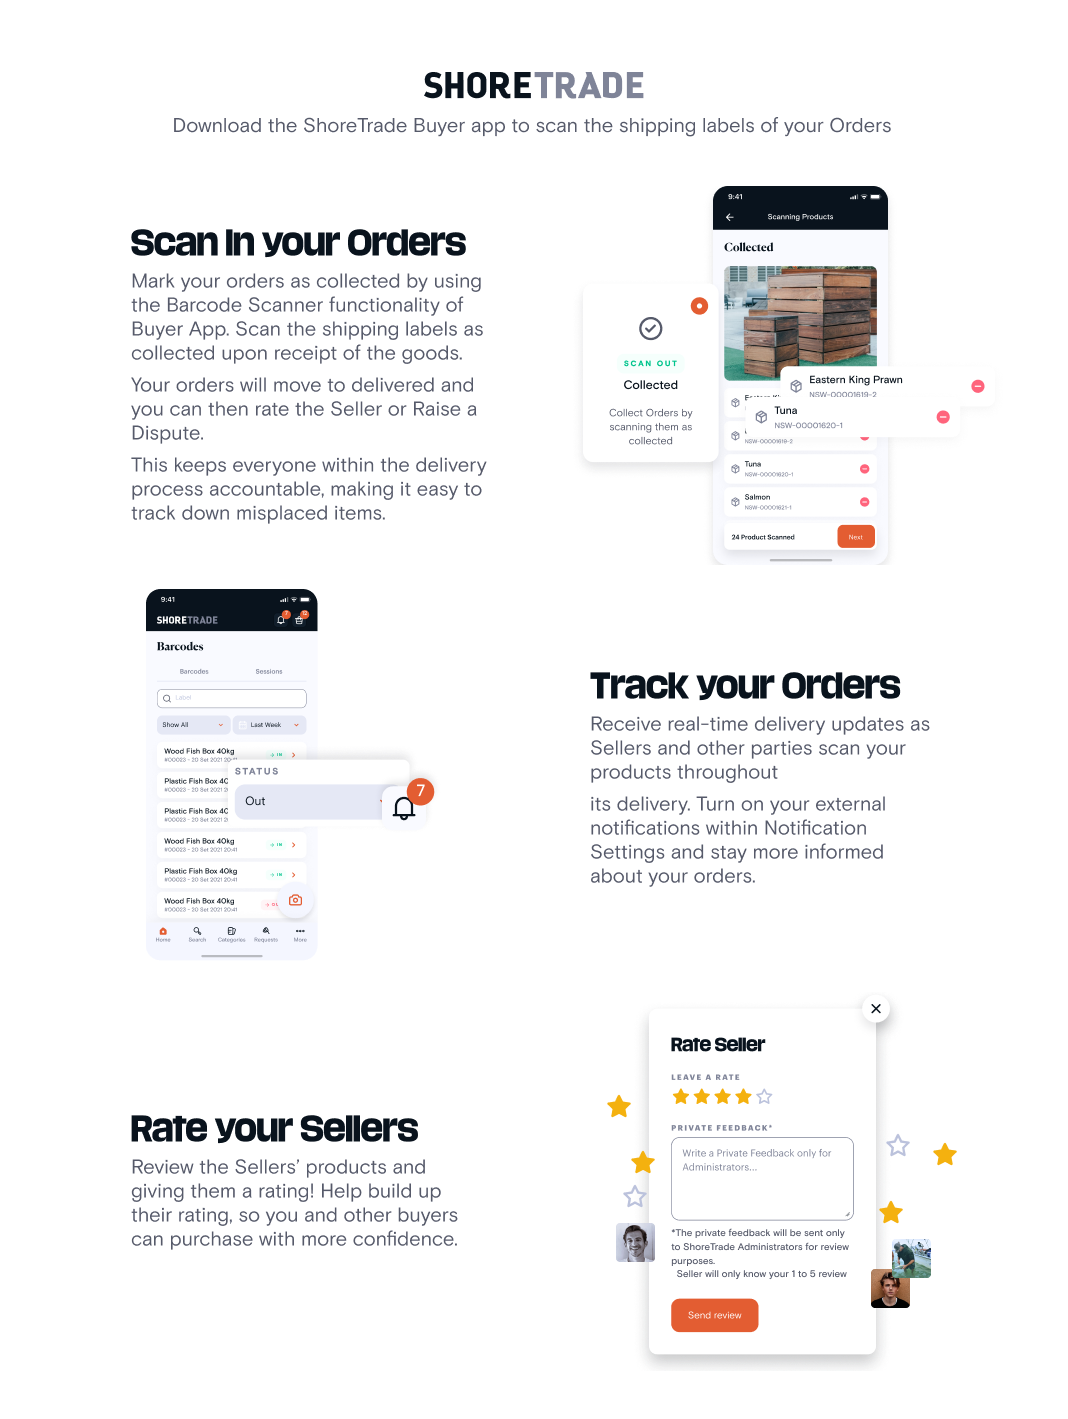 SHORETRADE
Download the ShoreTrade Buyer app to scan the shipping labels of your Orders
Scan In your Orders
Mark your orders as collected by using
the Barcode Scanner functionality of
Buyer App. Scan the shipping labels as
collected upon receipt of the goods.
Your orders will move to delivered and
you can then rate the Seller or Raise a
Dispute.
This keeps everyone within the delivery
process accountable, making it easy to
track down misplaced items.
9:41
Scanning Products
Collected
SCAN OUT
Collected
Collect Orders by
scanning them as
collected
Eastern King Prawn
NSW-00001619-2
Tuna
NSW-00001620-1
NSW-00001619-2
Tuna
NSW-00001620-1
Salmon
NSW-00001621-1
24 Product Scanned
Next
9:41
7
12
SHORETRADE
Barcodes
Barcodes
Sessions
Label
Show All
Last Week
Wood Fish Box 40kg
#00023 - 20 Set 2021 20:41
IN
Plastic Fish Box 40
#00023 - 20 Set 2021
Plastic Fish Box 40
#00023 - 20 Set 2021
Wood Fish Box 40kg
#00023 - 20 Set 2021 20:41
IN
Plastic Fish Box 40kg
#00023 - 20 Set 2021 20:41
IN
Wood Fish Box 40kg
#00023 - 20 Set 2021 20:41
STATUS
Out
7
Home
Search
Categories
Requests
More
Track your Orders
Receive real-time delivery updates as
Sellers and other parties scan your
products throughout
its delivery. Turn on your external
notifications within Notification
Settings and stay more informed
about your orders.
Rate your Sellers
Review the Sellers’ products and
giving them a rating! Help build up
their rating, so you and other buyers
can purchase with more confidence.
Rate Seller
LEAVE A RATE
PRIVATE FEEDBACK*
Write a Private Feedback only for
Administrators...
*The private feedback will be sent only
to ShoreTrade Administrators for review
purposes.
Seller will only know your 1 to 5 review
Send review